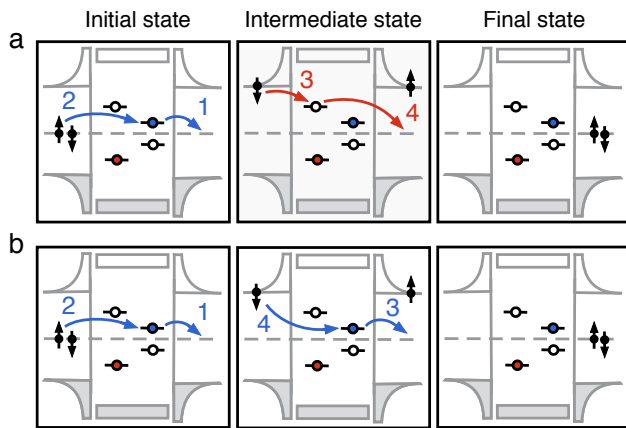 Initial state Intermediate state Final state
a
2 1 3 4
b
2 1 4 3